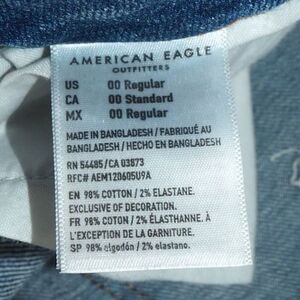 AMERICAN EAGLE
OUTFITTERS
US 00 Regular
CA 00 Standard
MX 00 Regular
MADE IN BANGLADESH / FABRIQUÉ AU
BANGLADESH / HECHO EN BANGLADESH
RN 54485/CA 03873
RFC# AEM120605U9A
EN 98% COTTON / 2% ELASTANE.
EXCLUSIVE OF DECORATION.
FR 98% COTON / 2% ÉLASTHANNE. À
L'EXCEPTION DE LA GARNITURE.
SP 98% algodón / 2% elastano.